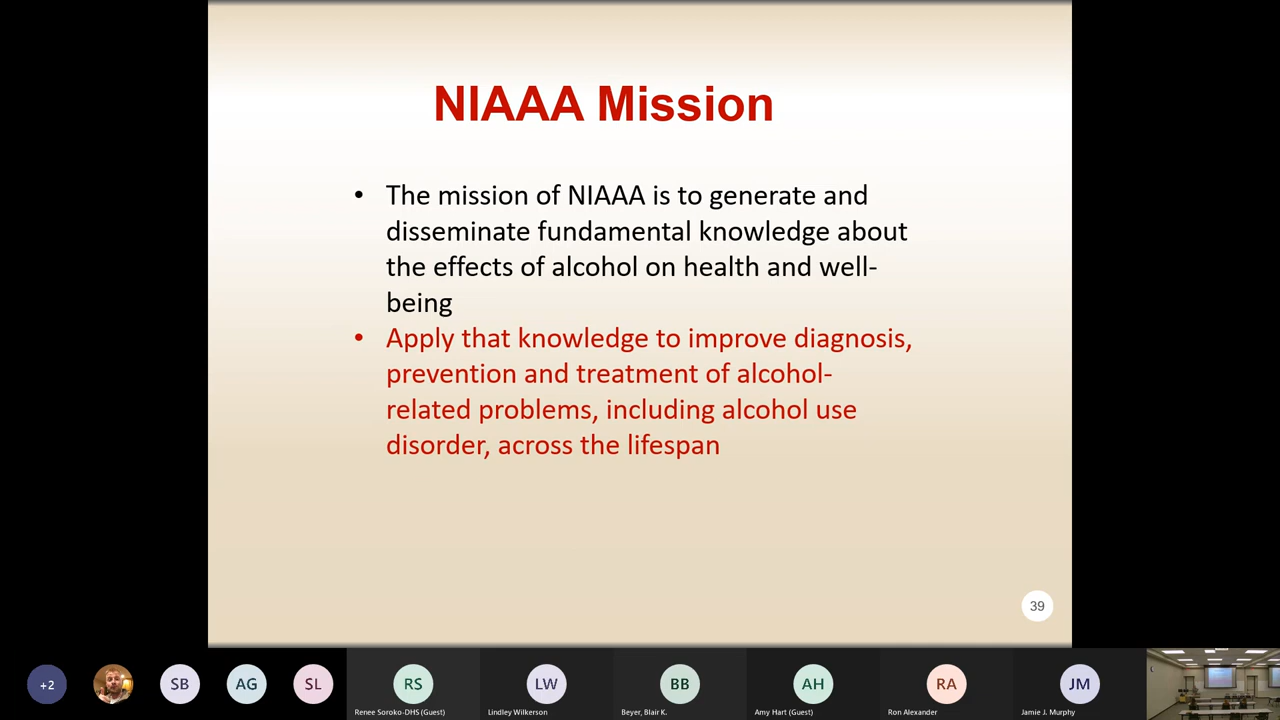 NIAAA Mission
• The mission of NIAAA is to generate and
disseminate fundamental knowledge about
the effects of alcohol on health and well-
being
• Apply that knowledge to improve diagnosis,
prevention and treatment of alcohol-
related problems, including alcohol use
disorder, across the lifespan
39
+2
SB
AG
SL
RS
LW
BB
AH
RA
JM
Renee Soroko-DHS (Guest)
Lindley Wilkerson
Beyer, Blair K.
Amy Hart (Guest)
Ron Alexander
Jamie J. Murphy